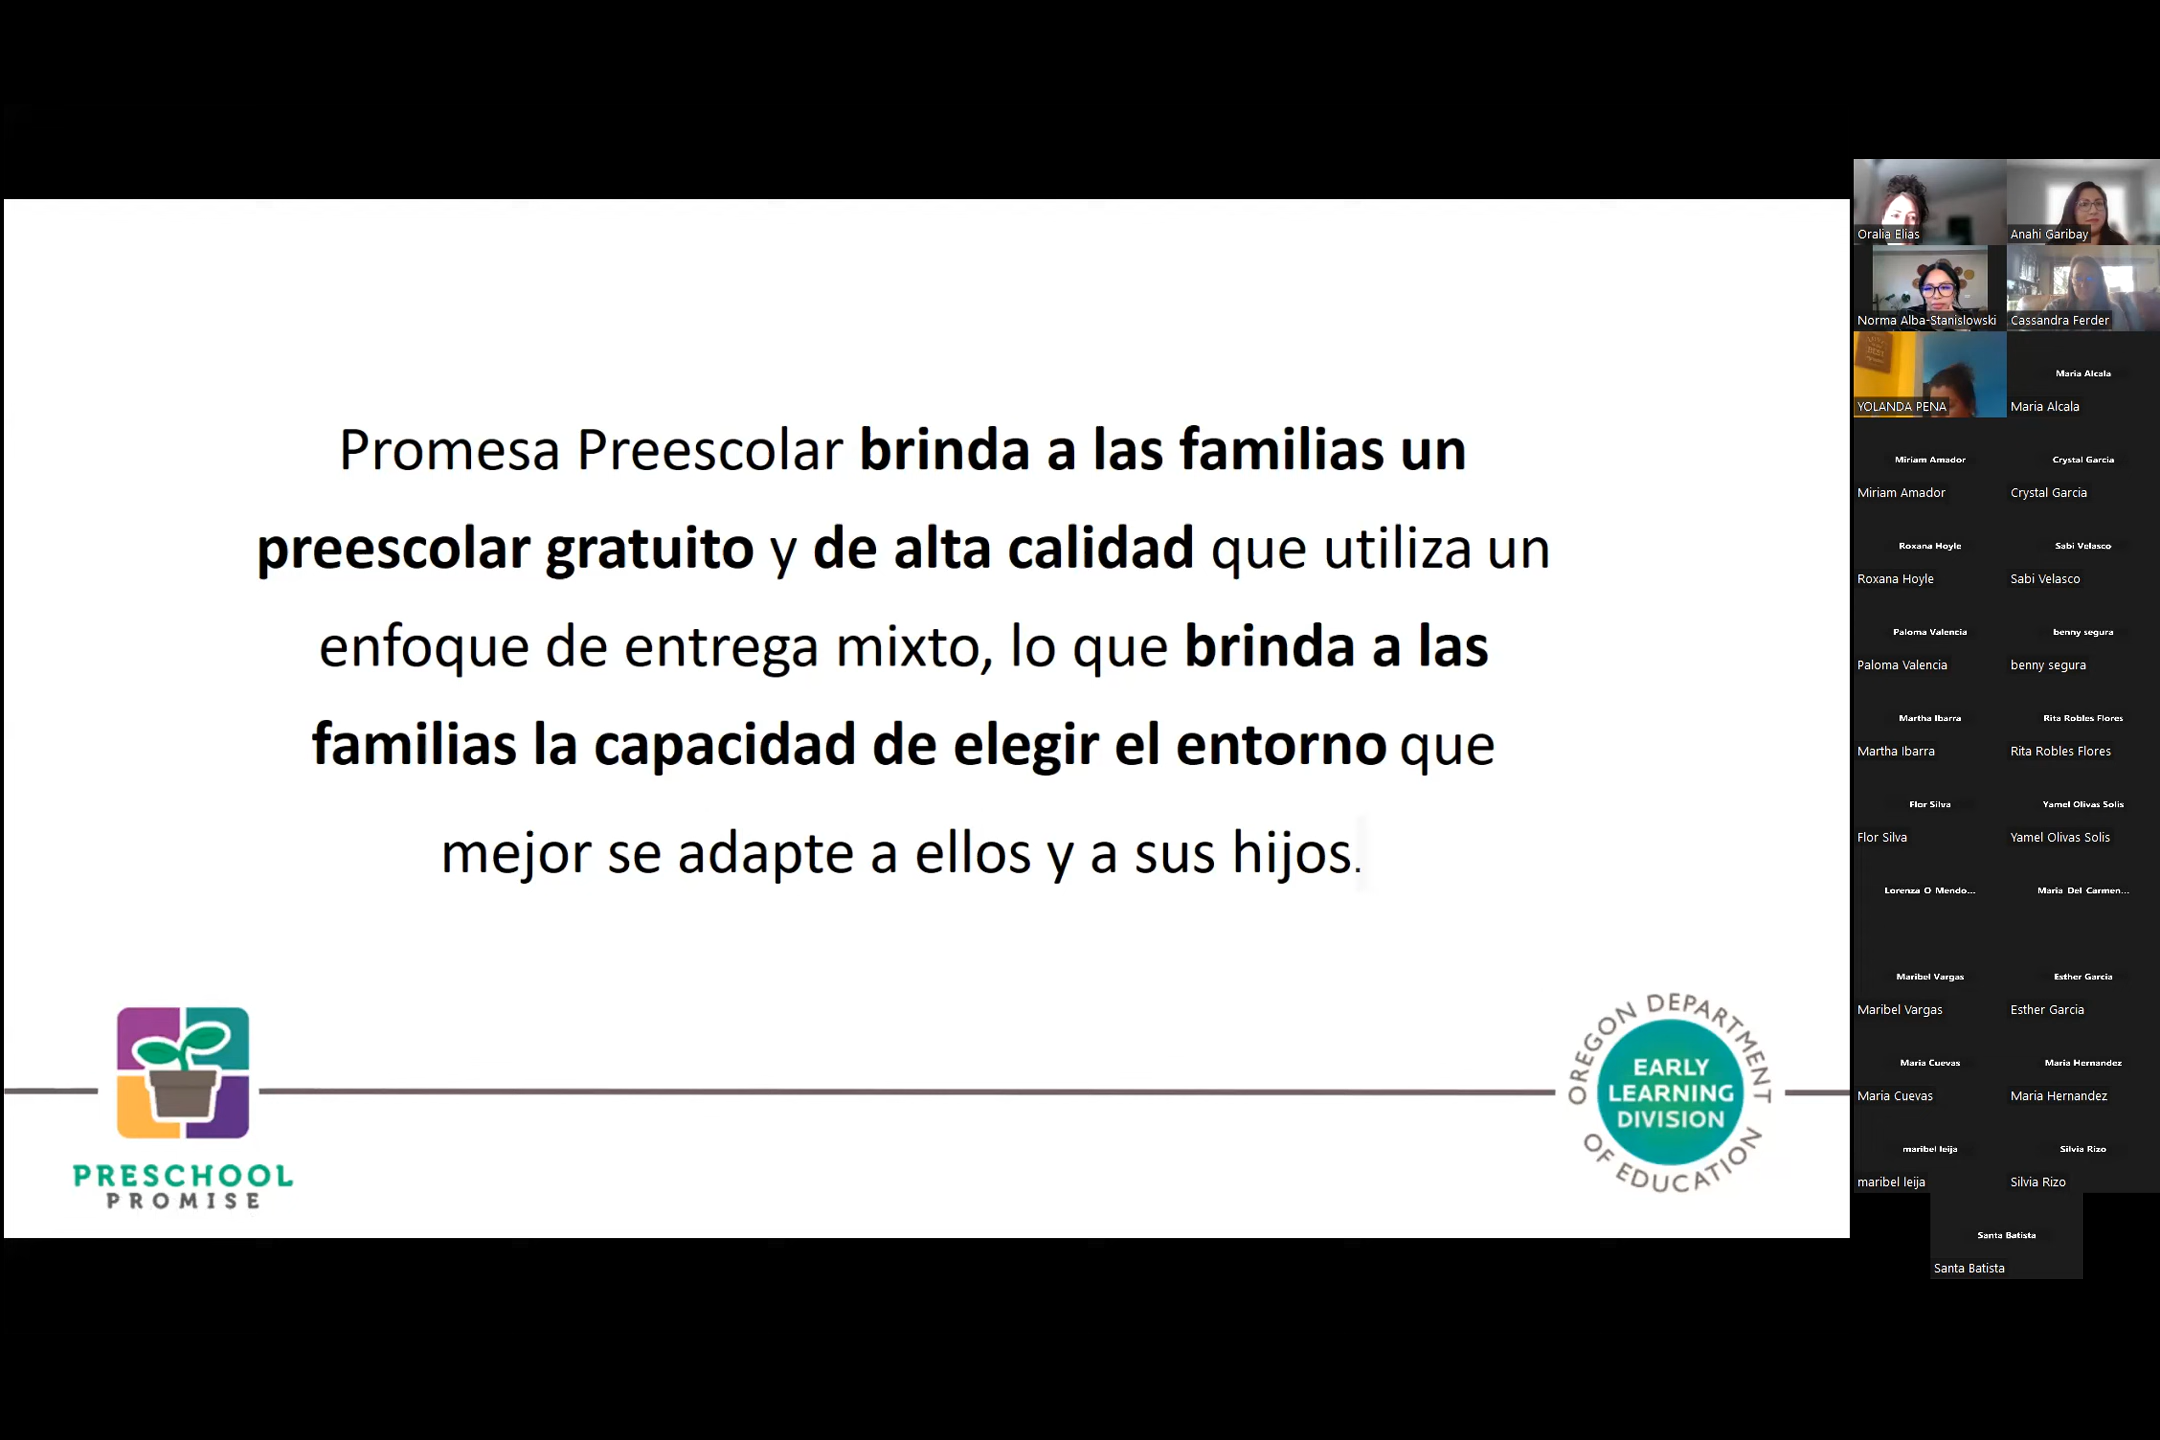 Promesa Preescolar brinda a las familias un
preescolar gratuito y de alta calidad que utiliza un
enfoque de entrega mixto, lo que brinda a las
familias la capacidad de elegir el entorno que
mejor se adapte a ellos y a sus hijos.
PRESCHOOL
PROMISE
OREGON DEPARTMENT
OF EDUCATION
EARLY
LEARNING
DIVISION
Oralia Elias
Anahi Garibay
Norma Alba-Stanislowski
Cassandra Ferder
YOLANDA PENA
Maria Alcala
Maria Alcala
Miriam Amador
Miriam Amador
Crystal Garcia
Crystal Garcia
Roxana Hoyle
Roxana Hoyle
Sabi Velasco
Sabi Velasco
Paloma Valencia
Paloma Valencia
benny segura
benny segura
Martha Ibarra
Martha Ibarra
Rita Robles Flores
Rita Robles Flores
Flor Silva
Flor Silva
Yamel Olivas Solis
Yamel Olivas Solis
Lorenza O Mendo...
Maria Del Carmen...
Maribel Vargas
Maribel Vargas
Esther Garcia
Esther Garcia
Maria Cuevas
Maria Cuevas
Maria Hernandez
Maria Hernandez
maribel leija
maribel leija
Silvia Rizo
Silvia Rizo
Santa Batista
Santa Batista